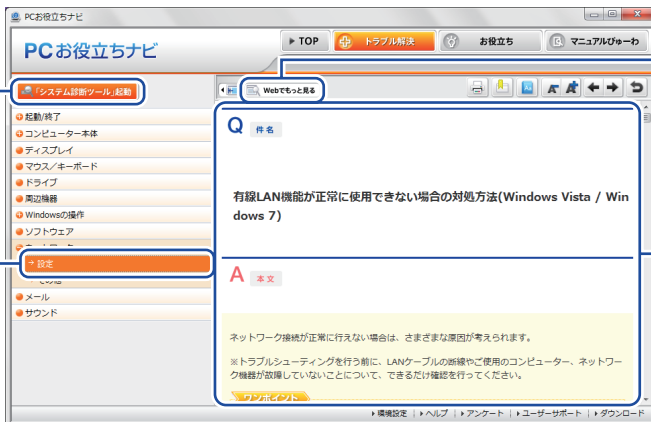 PCお役立ちナビ
PCお役立ちナビ
TOP
トラブル解決
お役立ち
マニュアルびゅーわ
「システム診断ツール」起動
Webでもっと見る
起動/終了
コンピューター本体
ディスプレイ
マウス/キーボード
ドライブ
周辺機器
Windowsの操作
ソフトウェア
設定
メール
サウンド
Q 件名
有線LAN機能が正常に使用できない場合の対処方法(Windows Vista / Win
dows 7)
A 本文
ネットワーク接続が正常に行えない場合は、さまざまな原因が考えられます。
※トラブルシューティングを行う前に、LANケーブルの断線やご使用のコンピューター、ネットワー
ク機器が故障していないことについて、できるだけ確認を行ってください。
ワンポイント
環境設定 | ヘルプ | アンケート | ユーザーサポート | ダウンロード